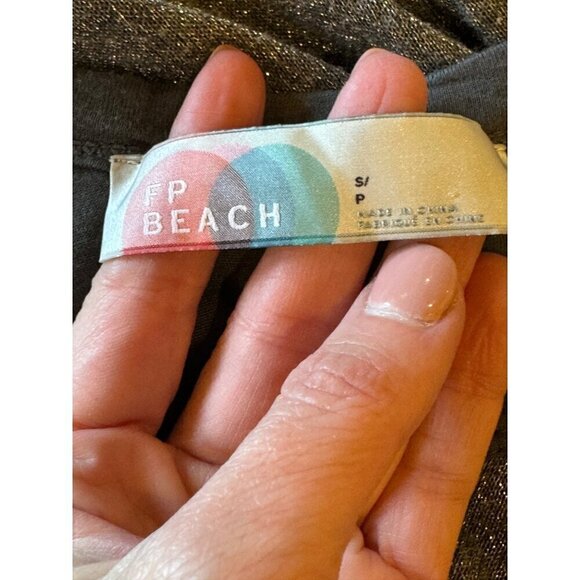 FP
BEACH
S/
P
MADE IN CHINA
FABRIQUÉ EN CHINE